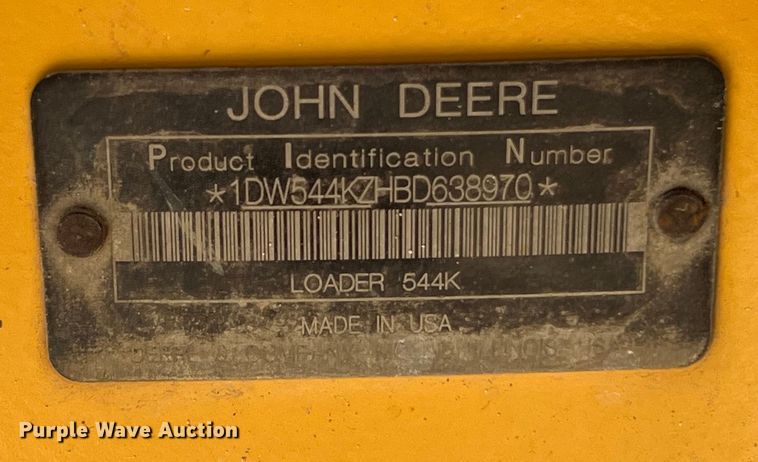 JOHN DEERE
Product Identification Number
*1DW544KZHBD638970*
LOADER 544K
MADE IN USA
Purple Wave Auction